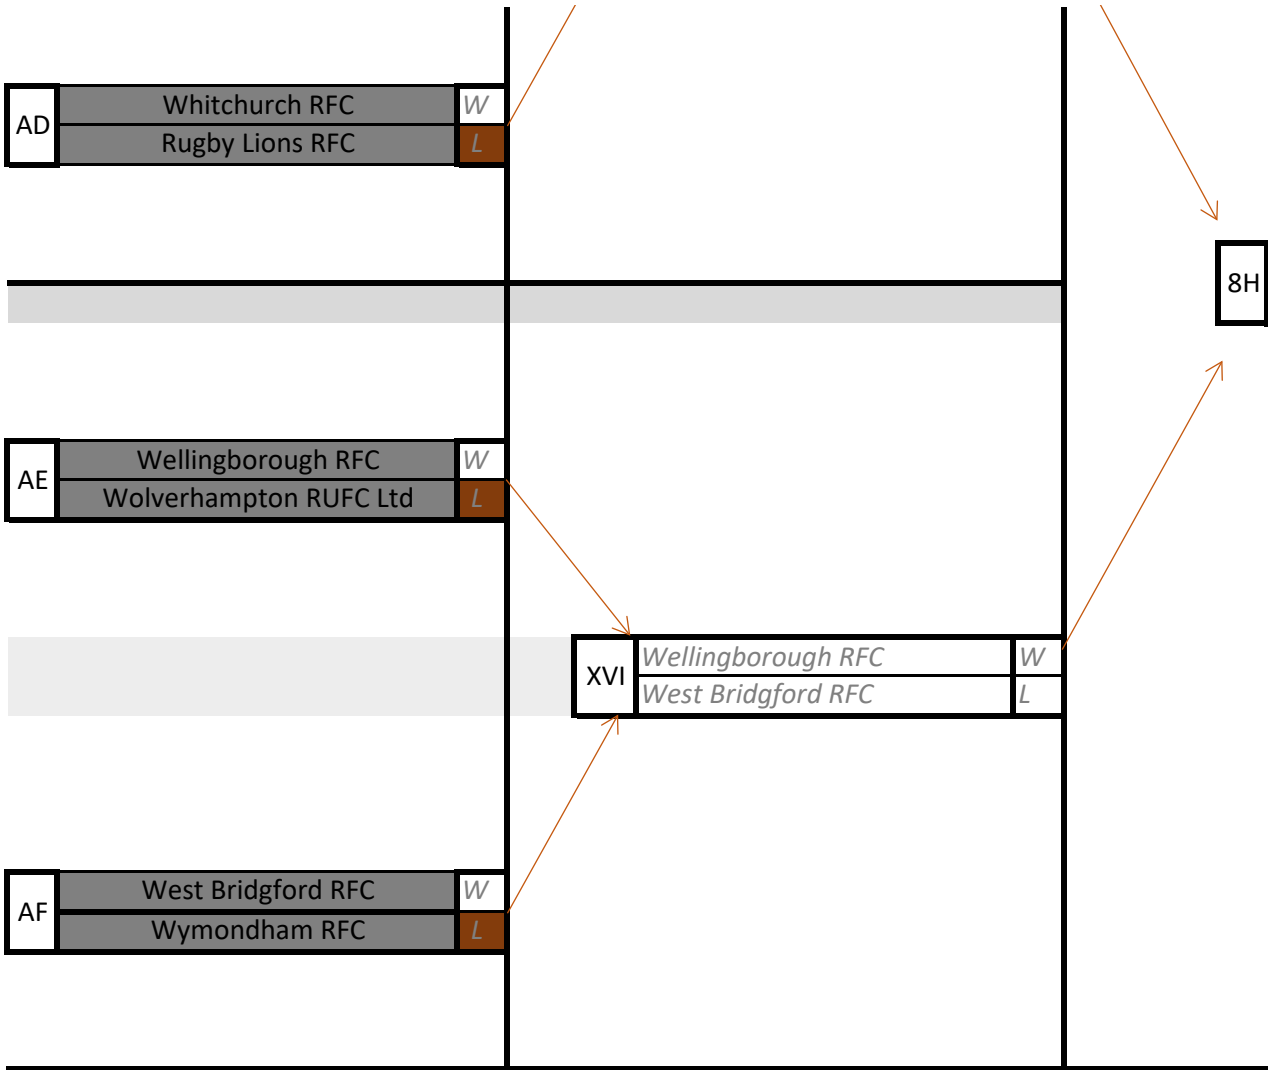 AD
Whitchurch RFC W
Rugby Lions RFC L
8H
AE
Wellingborough RFC W
Wolverhampton RUFC Ltd L
XVI
Wellingborough RFC W
West Bridgford RFC L
AF
West Bridgford RFC W
Wymondham RFC L